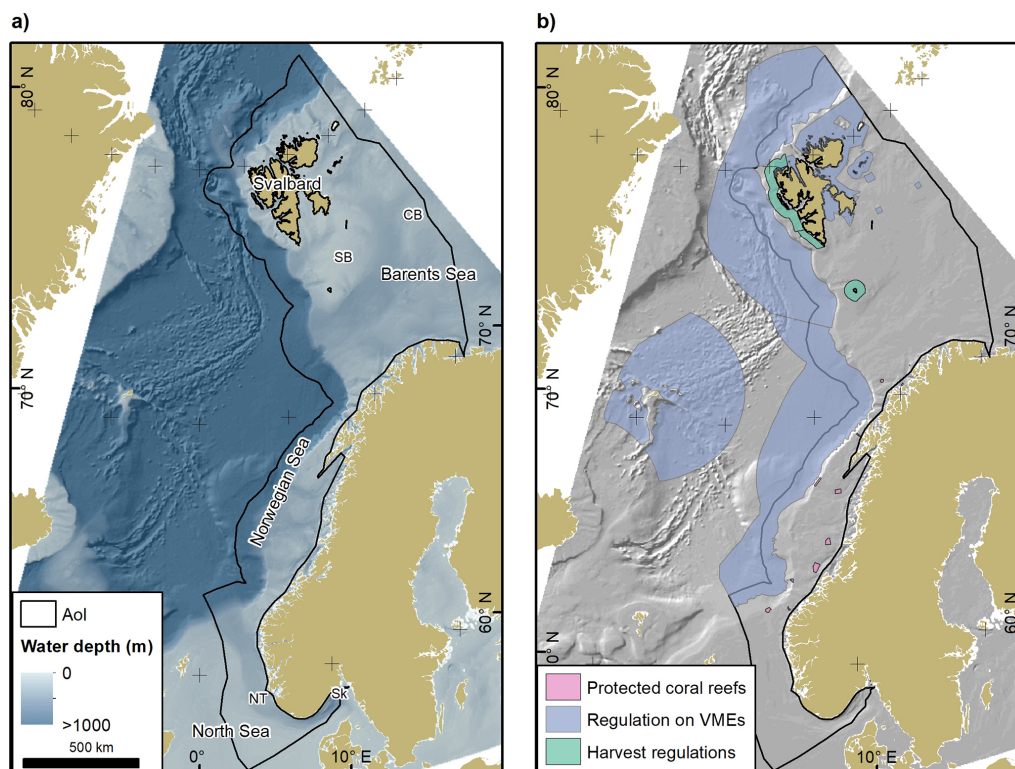 a)
80° N
Svalbard
CB
SB
Barents Sea
70° N
70° N
Norwegian Sea
60° N
AoI
Water depth (m)
0
>1000
500 km
NT
Sk
North Sea
0°
10° E
b)
80° N
70° N
70° N
60° N
0° N
Protected coral reefs
Regulation on VMEs
Harvest regulations
10° E